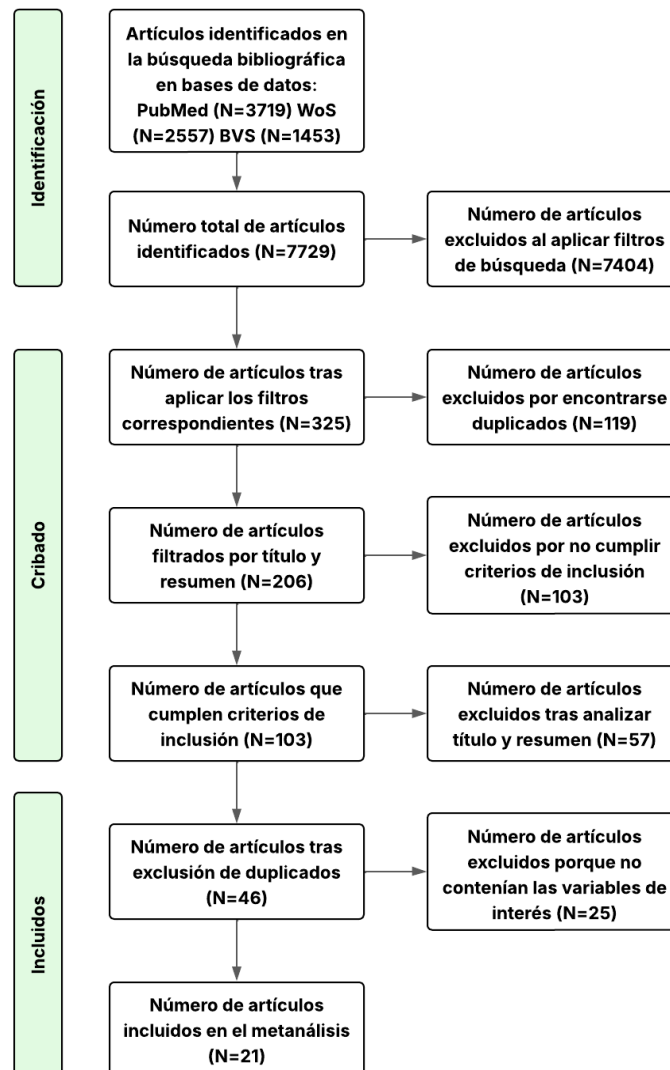 Identificación
Artículos identificados en
la búsqueda bibliográfica
en bases de datos:
PubMed (N=3719) WoS
(N=2557) BVS (N=1453)
Número total de artículos
identificados (N=7729)
Número de artículos
excluidos al aplicar filtros
de búsqueda (N=7404)
Cribado
Número de artículos tras
aplicar los filtros
correspondientes (N=325)
Número de artículos
excluidos por encontrarse
duplicados (N=119)
Número de artículos
filtrados por título y
resumen (N=206)
Número de artículos
excluidos por no cumplir
criterios de inclusión
(N=103)
Número de artículos que
cumplen criterios de
inclusión (N=103)
Número de artículos
excluidos tras analizar
título y resumen (N=57)
Incluidos
Número de artículos tras
exclusión de duplicados
(N=46)
Número de artículos
excluidos porque no
contenían las variables de
interés (N=25)
Número de artículos
incluidos en el metanálisis
(N=21)